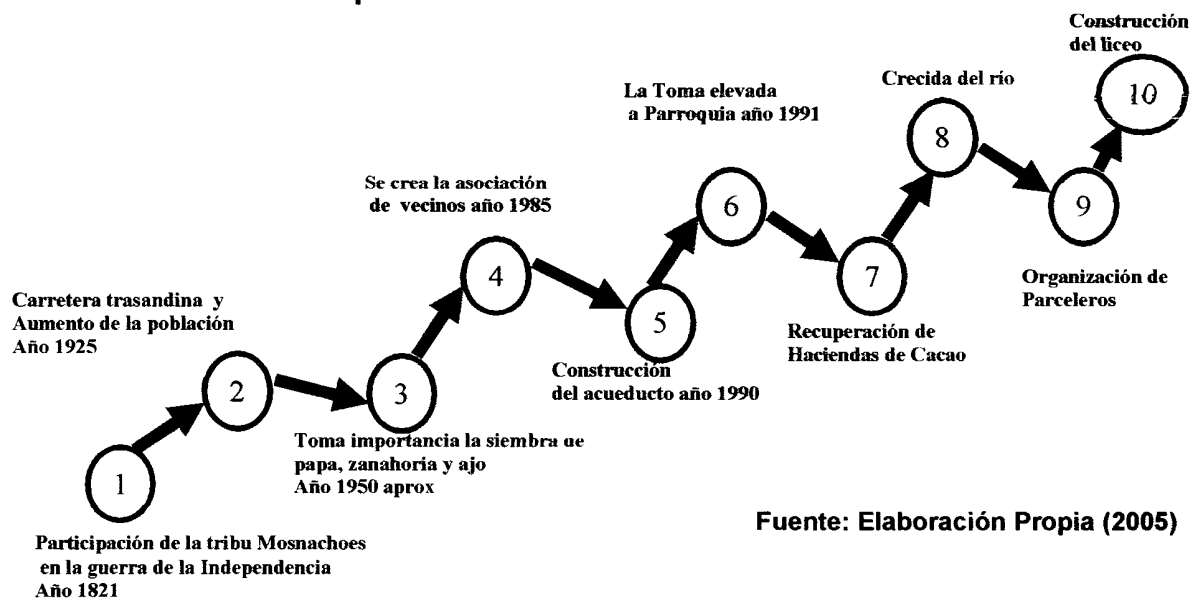 Construcción
del liceo
10
Crecida del río
8
La Toma elevada
a Parroquia año 1991
6
9
Se crea la asociación
de vecinos año 1985
4
7
Organización de
Parceleros
Carretera trasandina y
Aumento de la población
Año 1925
5
Recuperación de
Haciendas de Cacao
2
3
Construcción
del acueducto año 1990
Toma importancia la siembra de
papa, zanahoria y ajo
Año 1950 aprox
1
Fuente: Elaboración Propia (2005)
Participación de la tribu Mosnachoes
en la guerra de la Independencia
Año 1821